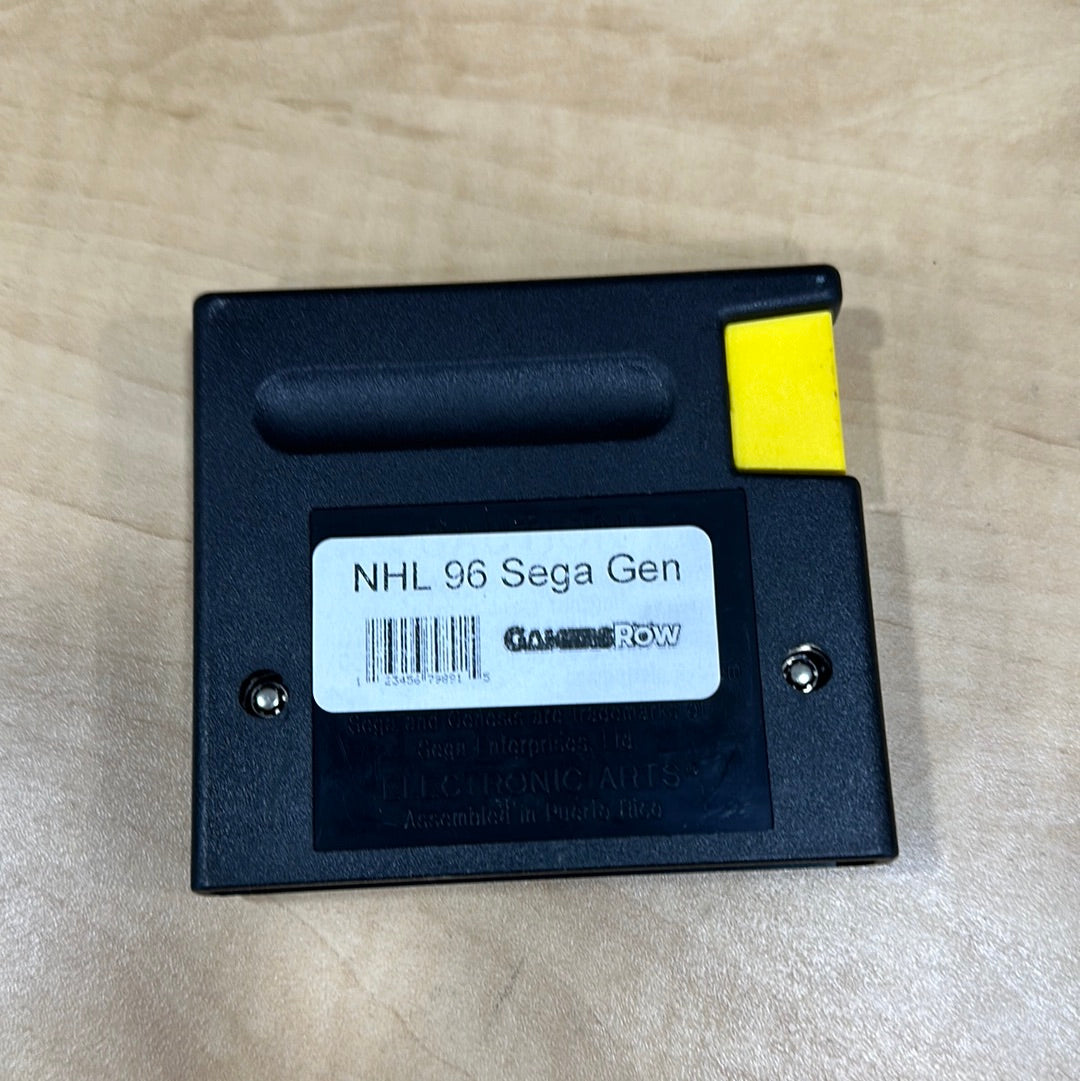 NHL 96 Sega Gen
GAMERSROW
1 23456 79891 5
Sega and Genesis are trademarks of
Sega Enterprises, Ltd
ELECTRONIC ARTS
Assembled in Puerto Rico